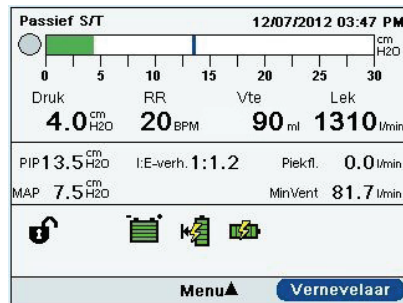 Passief S/T 12/07/2012 03:47 PM
cm H2O
0 5 10 15 20 25 30
Druk RR Vte Lek
4.0 cm H2O 20 BPM 90 ml 1310 l/min
PIP 13.5 cm H2O I:E-verh. 1:1.2 Piekfl. 0.0 l/min
MAP 7.5 cm H2O MinVent 81.7 l/min
Menu▲ Vernevelaar